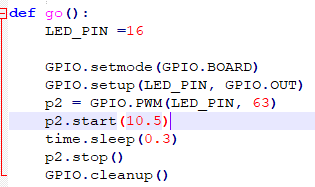 def go():
    LED_PIN =16

    GPIO.setmode(GPIO.BOARD)
    GPIO.setup(LED_PIN, GPIO.OUT)
    p2 = GPIO.PWM(LED_PIN, 63)
    p2.start(10.5)
    time.sleep(0.3)
    p2.stop()
    GPIO.cleanup()